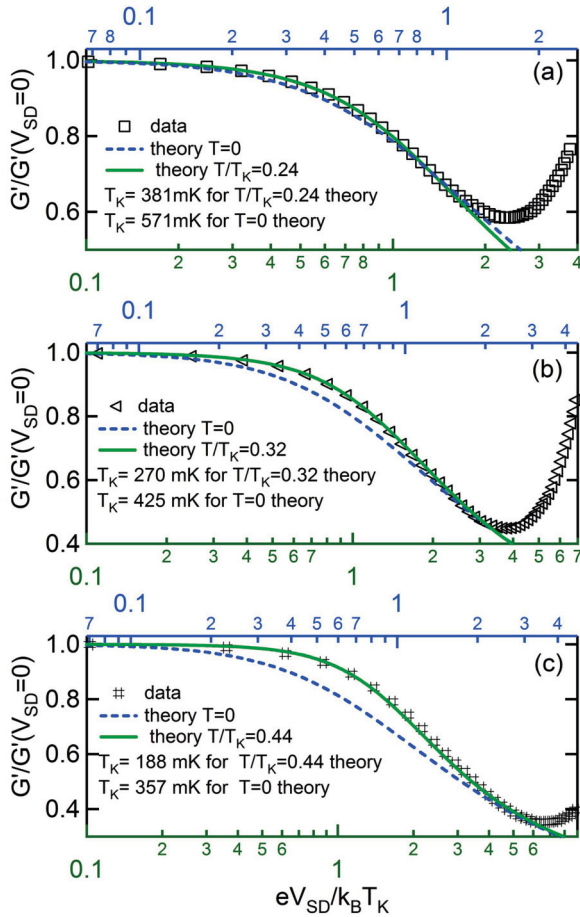 7 8 0.1 2 3 4 5 6 7 8 1 2
G'/G'(V_SD=0)
1.0
0.8
0.6
(a)
data
theory T=0
theory T/T_K=0.24
T_K= 381mK for T/T_K=0.24 theory
T_K= 571mK for T=0 theory
2 3 4 5 6 7 8 2 3 4
0.1 1
0.1 1
7 2 3 4 5 6 7 2 3 4
G'/G'(V_SD=0)
1.0
0.8
0.6
0.4
(b)
data
theory T=0
theory T/T_K=0.32
T_K= 270 mK for T/T_K=0.32 theory
T_K= 425 mK for T=0 theory
2 3 4 5 6 7 2 3 4 5 6 7
0.1 1
0.1 1
7 2 3 4 5 6 7 2 3 4
G'/G'(V_SD=0)
1.0
0.8
0.6
0.4
(c)
data
theory T=0
theory T/T_K=0.44
T_K= 188 mK for T/T_K=0.44 theory
T_K= 357 mK for T=0 theory
2 3 4 5 6 2 3 4 5 6
0.1 1
eV_SD/k_BT_K